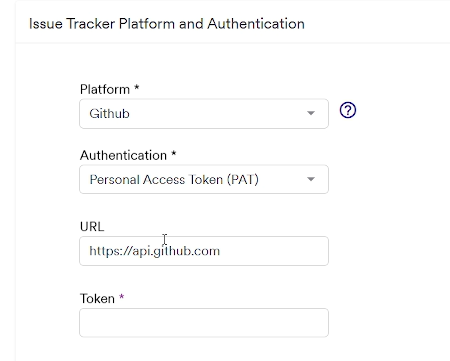 Issue Tracker Platform and Authentication
Platform *
Github
?
Authentication *
Personal Access Token (PAT)
URL
https://api.github.com
Token *